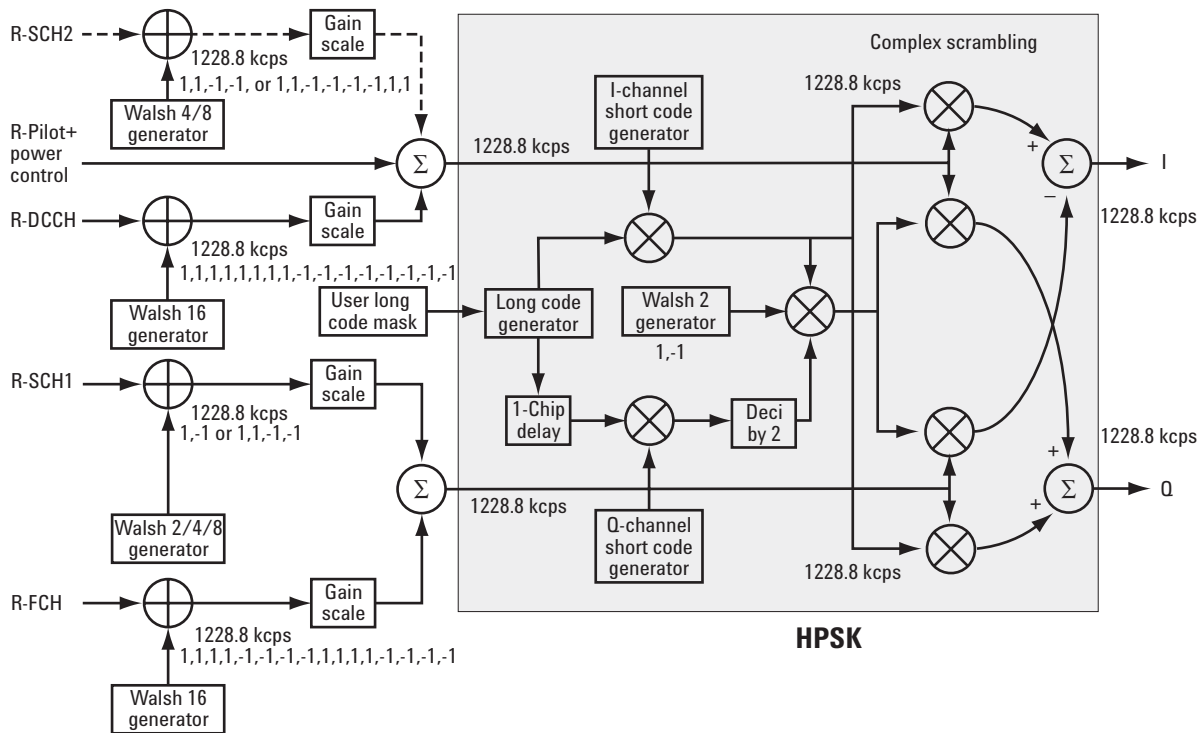 R-SCH2
Gain
scale
1228.8 kcps
1,1,-1,-1, or 1,1,-1,-1,-1,-1,1,1
Walsh 4/8
generator
R-Pilot+
power
control
Σ
1228.8 kcps
R-DCCH
Gain
scale
1228.8 kcps
1,1,1,1,1,1,1,1,-1,-1,-1,-1,-1,-1,-1,-1
Walsh 16
generator
R-SCH1
Gain
scale
1228.8 kcps
1,-1 or 1,1,-1,-1
Walsh 2/4/8
generator
Σ
1228.8 kcps
R-FCH
Gain
scale
1228.8 kcps
1,1,1,1,-1,-1,-1,-1,1,1,1,1,-1,-1,-1,-1
Walsh 16
generator
Complex scrambling
I-channel
short code
generator
User long
code mask
Long code
generator
Walsh 2
generator
1,-1
1-Chip
delay
Deci
by 2
Q-channel
short code
generator
1228.8 kcps
+
Σ
−
I
1228.8 kcps
1228.8 kcps
+
Σ
+
Q
1228.8 kcps
HPSK